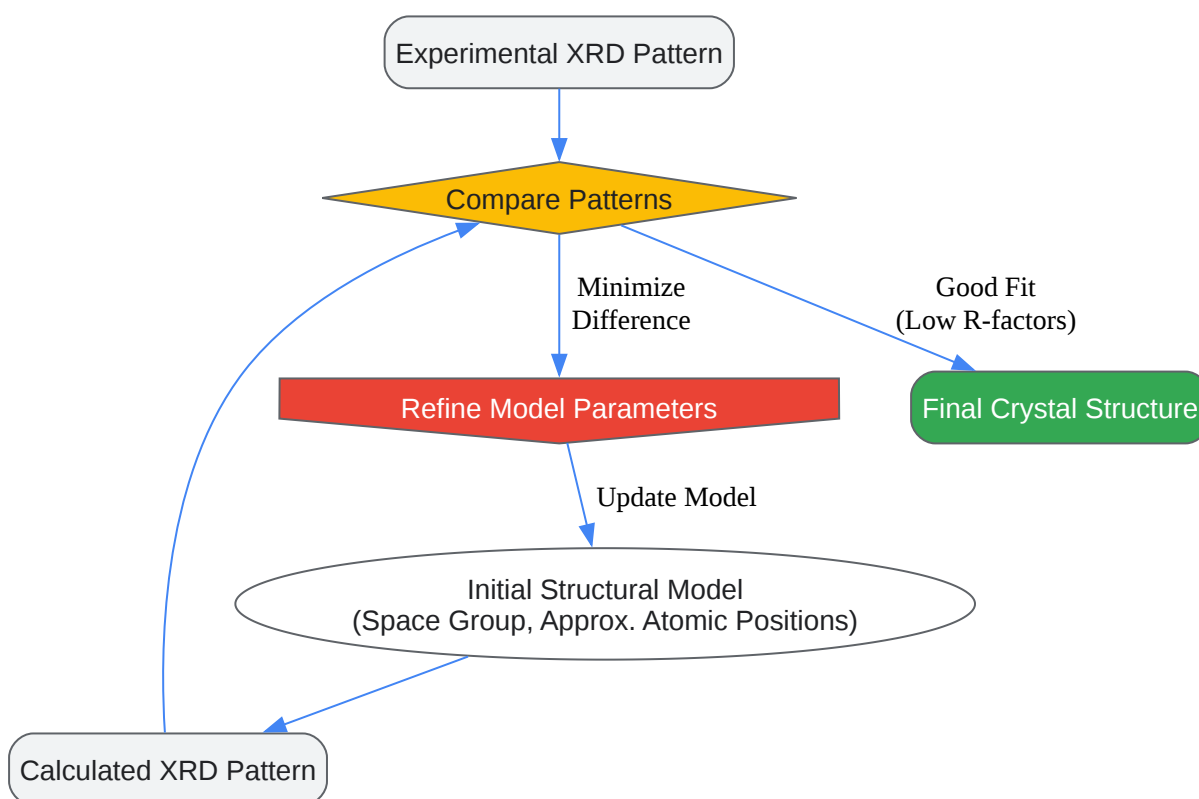 Experimental XRD Pattern
Compare Patterns
Minimize
Difference
Good Fit
(Low R-factors)
Refine Model Parameters
Final Crystal Structure
Update Model
Initial Structural Model
(Space Group, Approx. Atomic Positions)
Calculated XRD Pattern